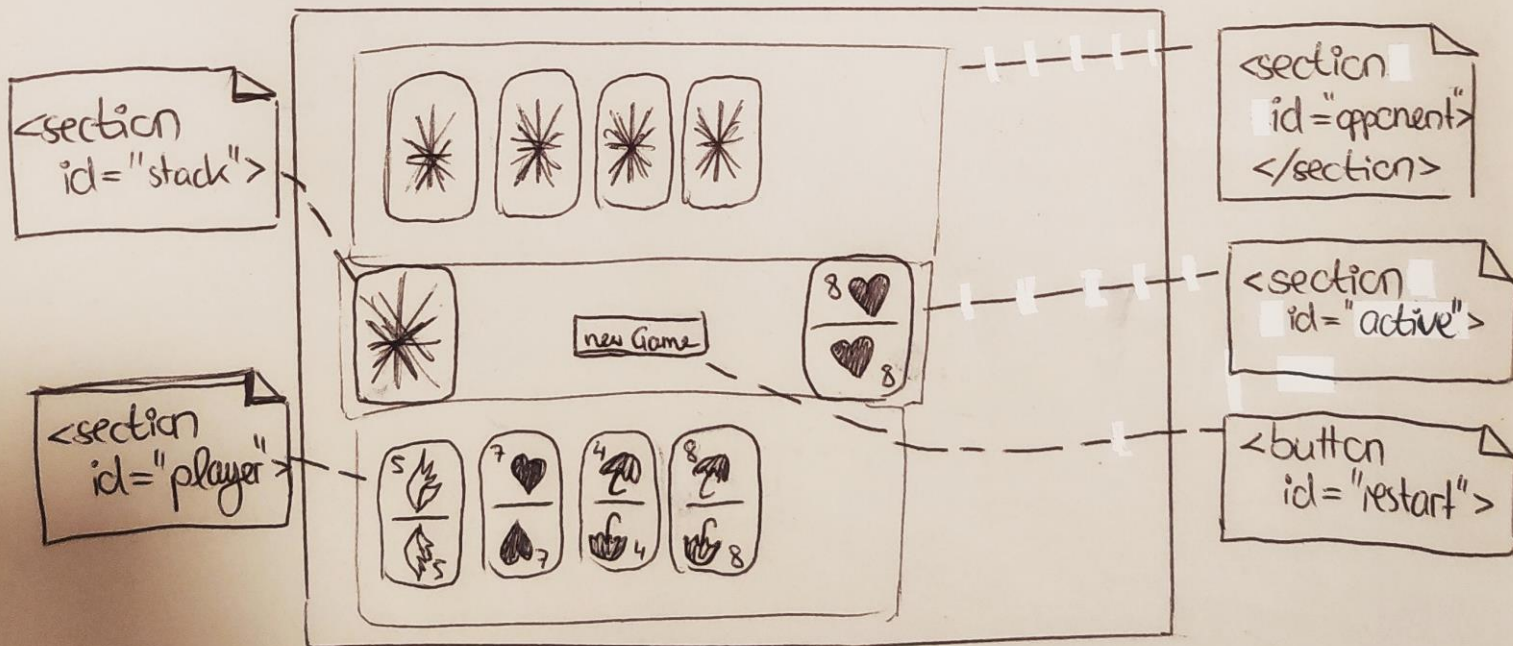 <section
id="stack">
<section
id="opponent>
</section>
8
8
new Game
<section
id="active">
<section
id="player">
5
5
7
7
4
4
8
8
<button
id="restart">